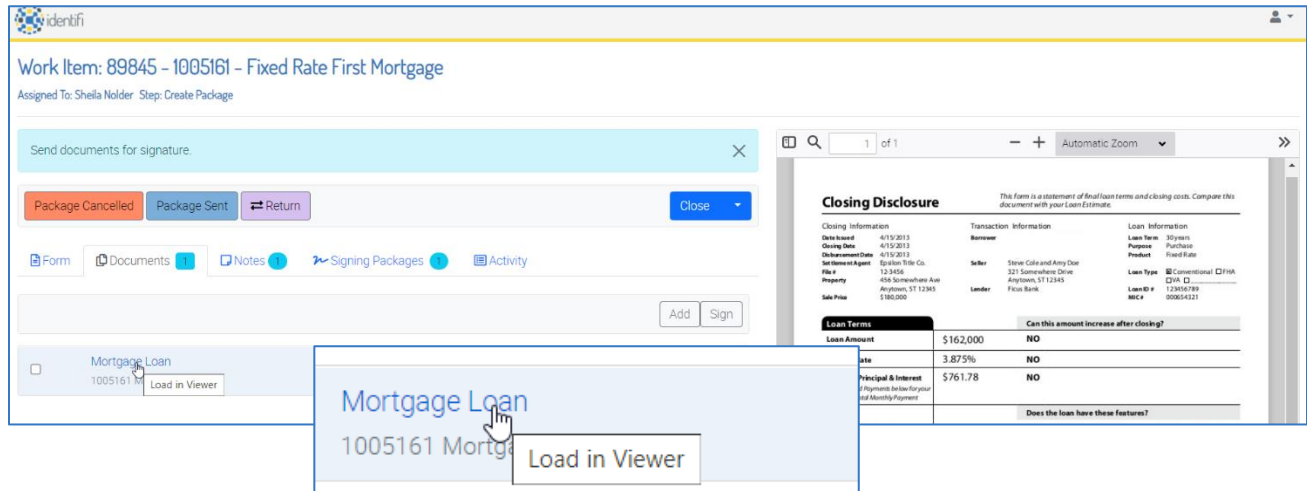 identifi
Work Item: 89845 - 1005161 - Fixed Rate First Mortgage
Assigned To: Sheila Nolder Step: Create Package
Send documents for signature.
Package Cancelled Package Sent Return
Close
Form Documents 1 Notes 1 Signing Packages 1 Activity
Add Sign
Mortgage Loan
1005161 M
Load in Viewer
Mortgage Loan
1005161 Mortga
Load in Viewer
1 of 1 Automatic Zoom
Closing Disclosure
This form is a statement of final loan terms and closing costs. Compare this
document with your Loan Estimate.
Closing Information
Date Issued 4/15/2013
Closing Date 4/15/2013
Disbursement Date 4/15/2013
Settlement Agent Epsilon Title Co.
File # 12-3456
Property 456 Somewhere Ave
Anytown, ST 12345
Sale Price $180,000
Transaction Information
Borrower
Seller Steve Cole and Amy Doe
321 Somewhere Drive
Anytown, ST 12345
Lender Ficus Bank
Loan Information
Loan Term 30 years
Purpose Purchase
Product Fixed Rate
Loan Type Conventional FHA
VA
Loan ID # 123456789
MIC # 000654321
Loan Terms Can this amount increase after closing?
Loan Amount $162,000 NO
ate 3.875% NO
Principal & Interest $761.78 NO
d Payments below for your
otal Monthly Payment
Does the loan have these features?